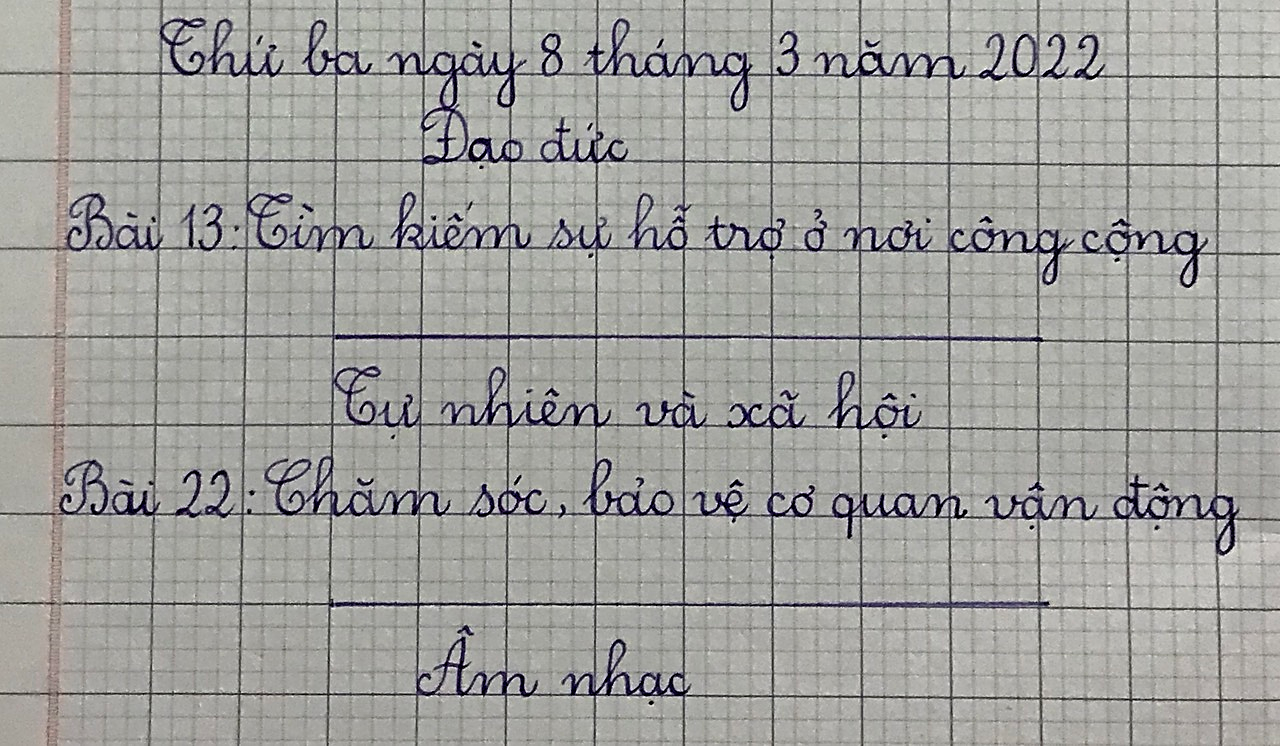 Thứ ba ngày 8 tháng 3 năm 2022
Đạo đức
Bài 13: Tìm kiếm sự hỗ trợ ở nơi công cộng
Tự nhiên và xã hội
Bài 22: Chăm sóc, bảo vệ cơ quan vận động
Âm nhạc